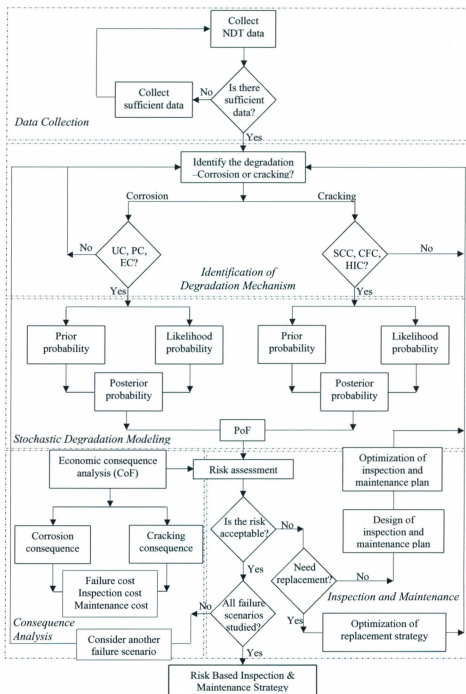 Collect
NDT data
Collect
sufficient data
No
Is there
sufficient
data?
Data Collection
Yes
Identify the degradation
–Corrosion or cracking?
Corrosion
Cracking
No
UC, PC,
EC?
SCC, CFC,
HIC?
No
Identification of
Degradation Mechanism
Yes
Yes
Prior
probability
Likelihood
probability
Prior
probability
Likelihood
probability
Posterior
probability
Posterior
probability
Stochastic Degradation Modeling
PoF
Economic consequence
analysis (CoF)
Risk assessment
Optimization of
inspection and
maintenance plan
Corrosion
consequence
Cracking
consequence
Is the risk
acceptable?
No
Design of
inspection and
maintenance plan
Failure cost
Inspection cost
Maintenance cost
Yes
Need
replacement?
No
Inspection and Maintenance
Consequence
Analysis
No
All failure
scenarios
studied?
Yes
Optimization of
replacement strategy
Consider another
failure scenario
Yes
Risk Based Inspection &
Maintenance Strategy